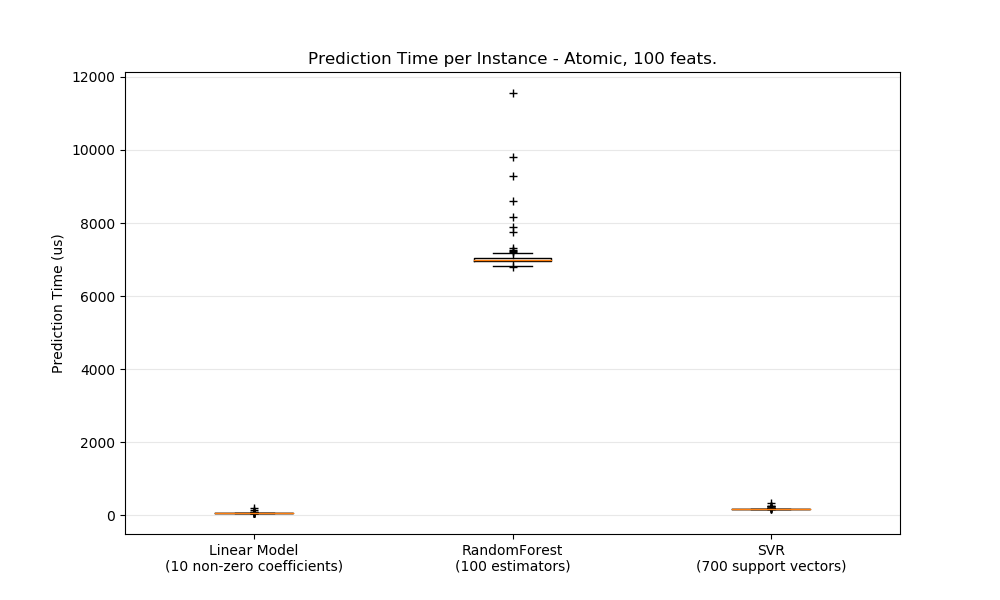 Prediction Time per Instance - Atomic, 100 feats.
12000
10000
8000
6000
4000
2000
0
Prediction Time (us)
Linear Model
(10 non-zero coefficients)
RandomForest
(100 estimators)
SVR
(700 support vectors)